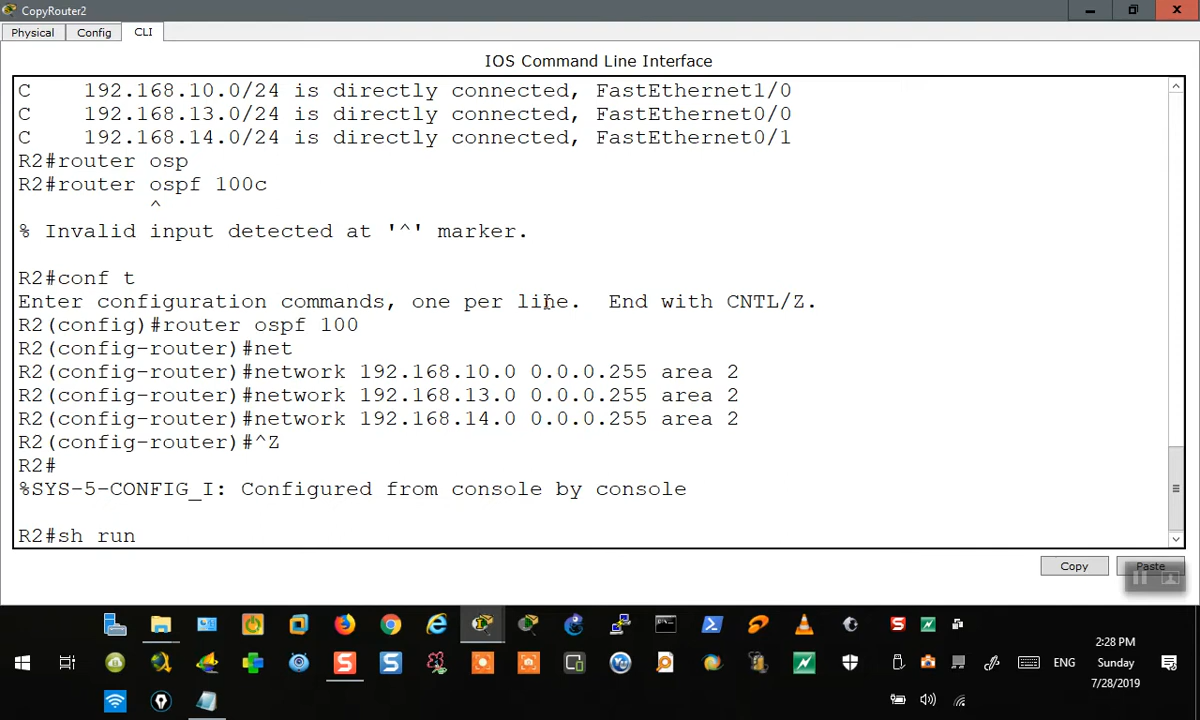 CopyRouter2
Physical Config CLI
IOS Command Line Interface
C    192.168.10.0/24 is directly connected, FastEthernet1/0
C    192.168.13.0/24 is directly connected, FastEthernet0/0
C    192.168.14.0/24 is directly connected, FastEthernet0/1
R2#router osp
R2#router ospf 100c
^
% Invalid input detected at '^' marker.
R2#conf t
Enter configuration commands, one per line.  End with CNTL/Z.
R2(config)#router ospf 100
R2(config-router)#net
R2(config-router)#network 192.168.10.0 0.0.0.255 area 2
R2(config-router)#network 192.168.13.0 0.0.0.255 area 2
R2(config-router)#network 192.168.14.0 0.0.0.255 area 2
R2(config-router)#^Z
R2#
%SYS-5-CONFIG_I: Configured from console by console
R2#sh run
Copy Paste
2:28 PM
ENG Sunday
7/28/2019